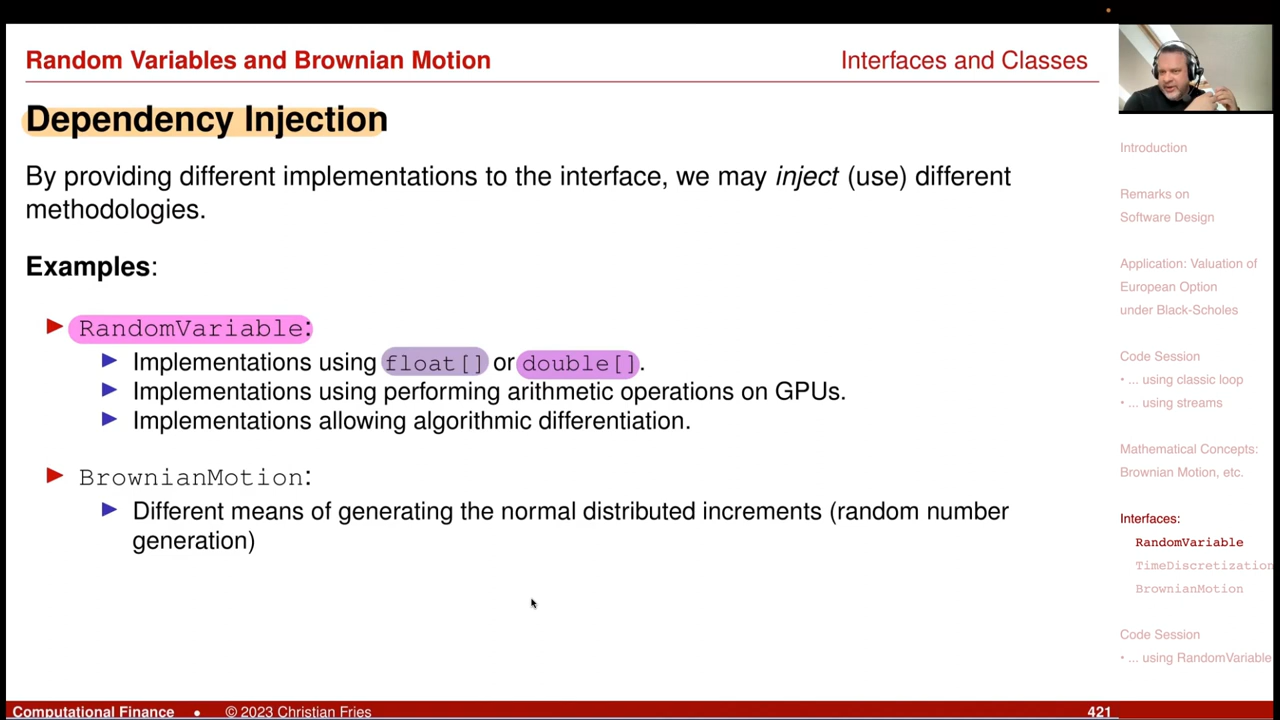 Random Variables and Brownian Motion
Interfaces and Classes
Dependency Injection
By providing different implementations to the interface, we may inject (use) different
methodologies.
Examples:
RandomVariable:
Implementations using float[] or double[].
Implementations using performing arithmetic operations on GPUs.
Implementations allowing algorithmic differentiation.
BrownianMotion:
Different means of generating the normal distributed increments (random number
generation)
Introduction
Remarks on
Software Design
Application: Valuation of
European Option
under Black-Scholes
Code Session
• ... using classic loop
• ... using streams
Mathematical Concepts:
Brownian Motion, etc.
Interfaces:
RandomVariable
TimeDiscretization
BrownianMotion
Code Session
• ... using RandomVariable
Computational Finance • © 2023 Christian Fries
421